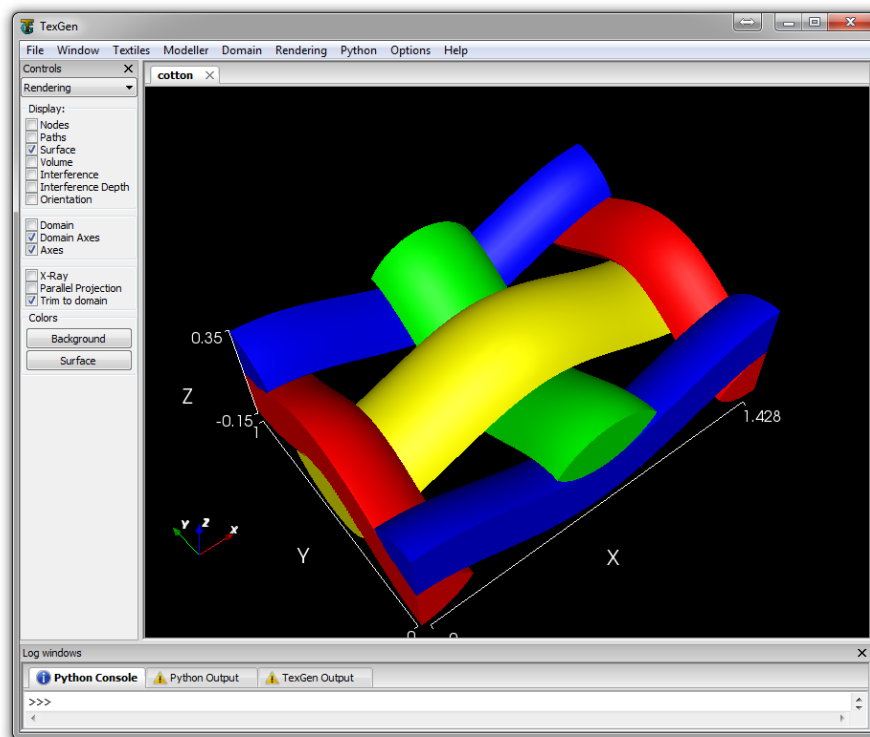 TexGen
File Window Textiles Modeller Domain Rendering Python Options Help
Controls
cotton
Rendering
Display:
Nodes
Paths
Surface
Volume
Interference
Interference Depth
Orientation
Domain
Domain Axes
Axes
X-Ray
Parallel Projection
Trim to domain
Colors
Background
Surface
0.35
Z
-0.15
1
1.428
Y Z X
Y
X
0
Log windows
Python Console Python Output TexGen Output
>>>